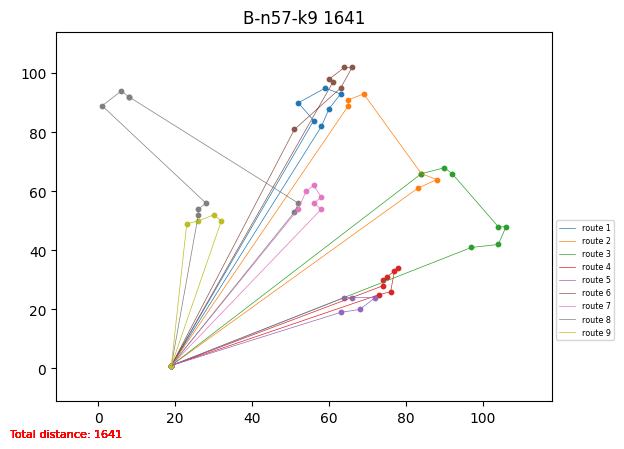 B-n57-k9 1641
100
80
60
40
20
0
0 20 40 60 80 100
route 1
route 2
route 3
route 4
route 5
route 6
route 7
route 8
route 9
Total distance: 1641